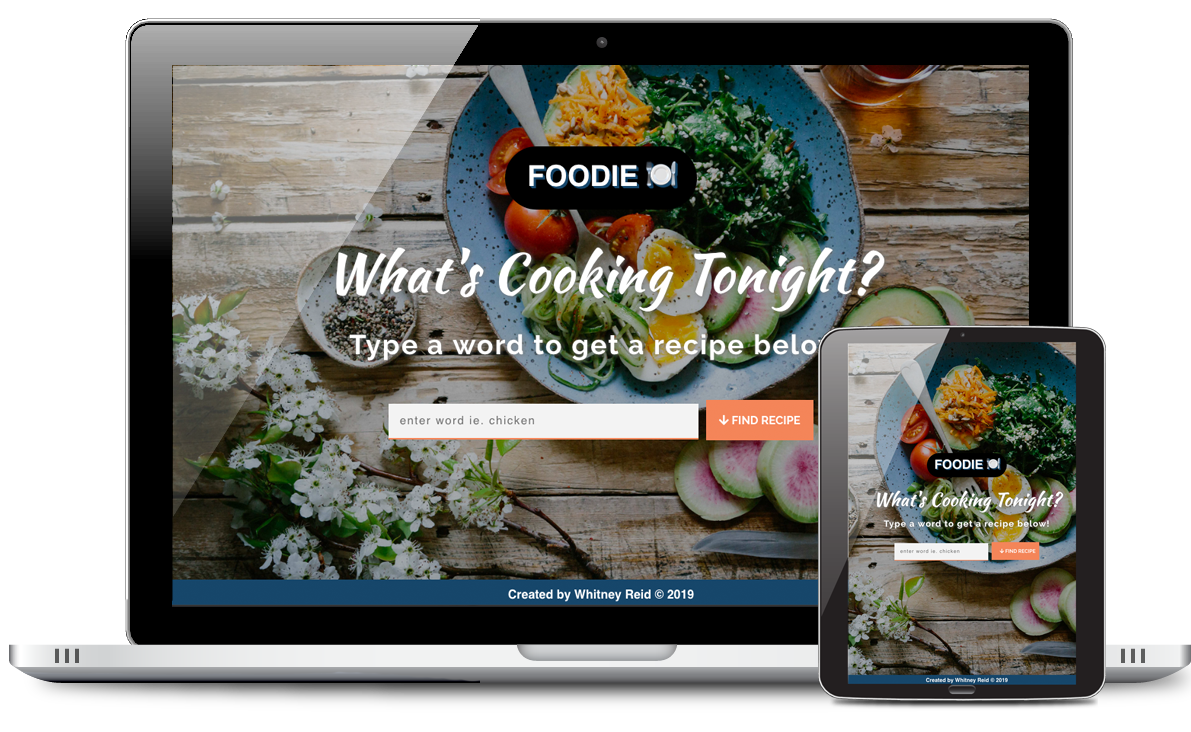 FOODIE
What's Cooking Tonight?
Type a word to get a recipe belo
enter word ie. chicken
FIND RECIPE
Created by Whitney Reid © 2019
FOODIE
What's Cooking Tonight?
Type a word to get a recipe below!
enter word ie. chicken
FIND RECIPE
Created by Whitney Reid © 2019